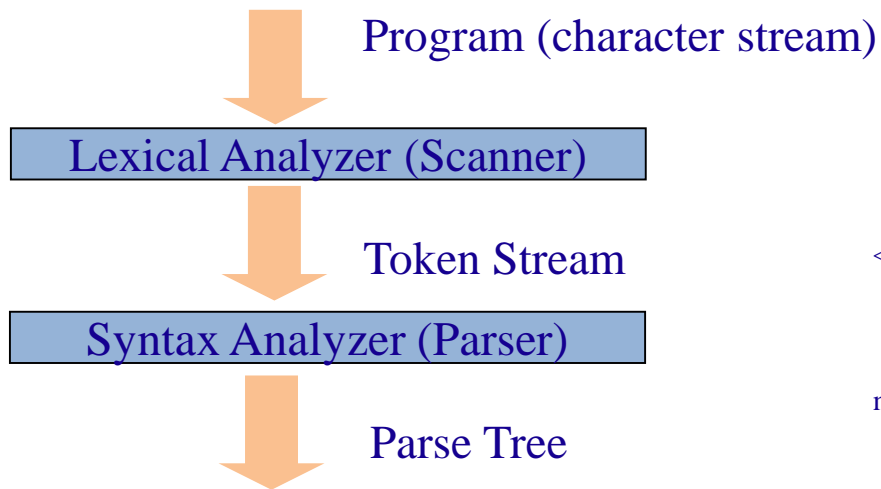 Program (character stream)
Lexical Analyzer (Scanner)
Token Stream
<
Syntax Analyzer (Parser)
Parse Tree